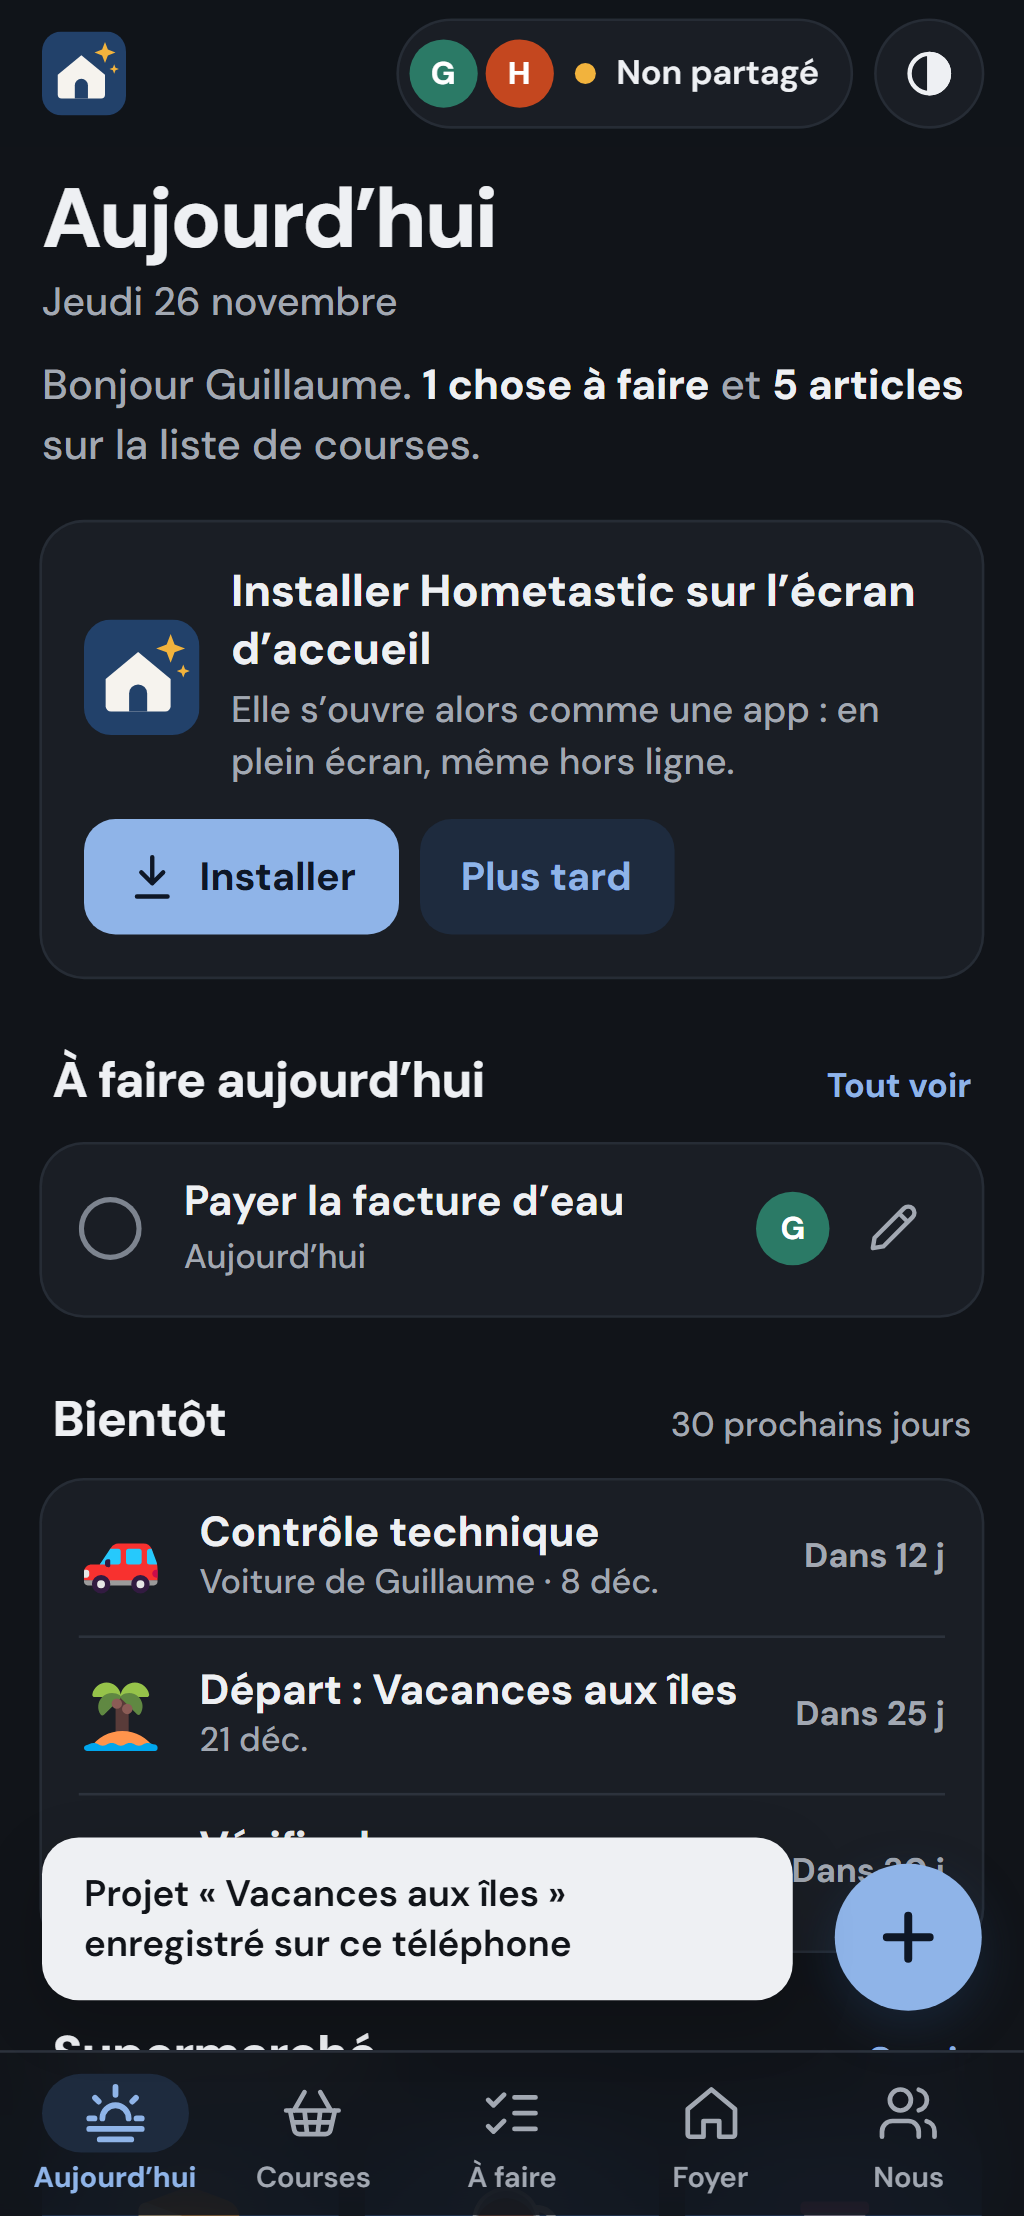 G H Non partagé
Aujourd’hui
Jeudi 26 novembre
Bonjour Guillaume. 1 chose à faire et 5 articles
sur la liste de courses.
Installer Hometastic sur l’écran
d’accueil
Elle s’ouvre alors comme une app : en
plein écran, même hors ligne.
Installer
Plus tard
À faire aujourd’hui
Tout voir
Payer la facture d’eau
Aujourd’hui
G
Bientôt
30 prochains jours
Contrôle technique
Voiture de Guillaume · 8 déc.
Dans 12 j
Départ : Vacances aux îles
21 déc.
Dans 25 j
Dans
Projet « Vacances aux îles »
enregistré sur ce téléphone
Supermarché
Aujourd’hui
Courses
À faire
Foyer
Nous